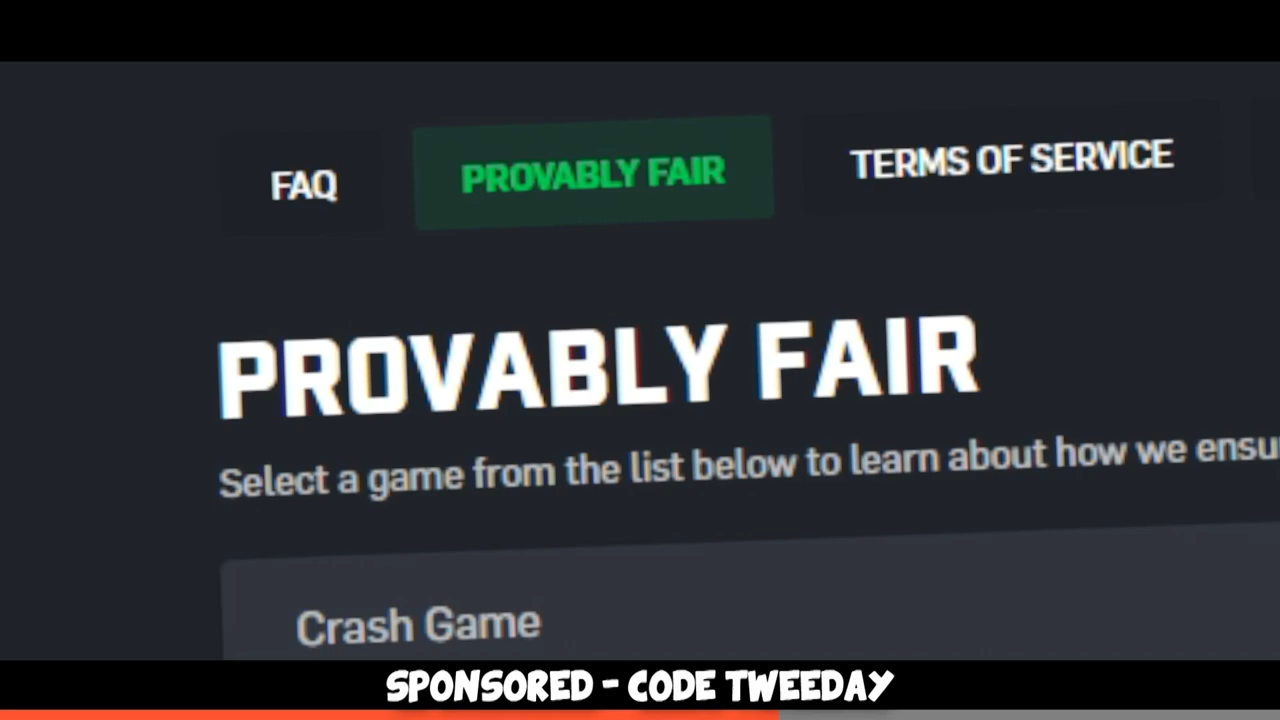 FAQ PROVABLY FAIR TERMS OF SERVICE
PROVABLY FAIR
Select a game from the list below to learn about how we
Crash Game
SPONSORED - CODE TWEEDAY